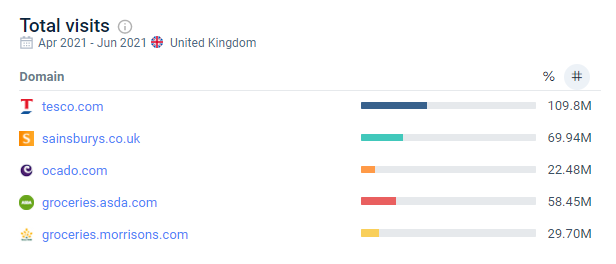 Total visits
Apr 2021 - Jun 2021 United Kingdom
Domain % #
tesco.com 109.8M
S sainsburys.co.uk 69.94M
ocado.com 22.48M
ASDA groceries.asda.com 58.45M
groceries.morrisons.com 29.70M